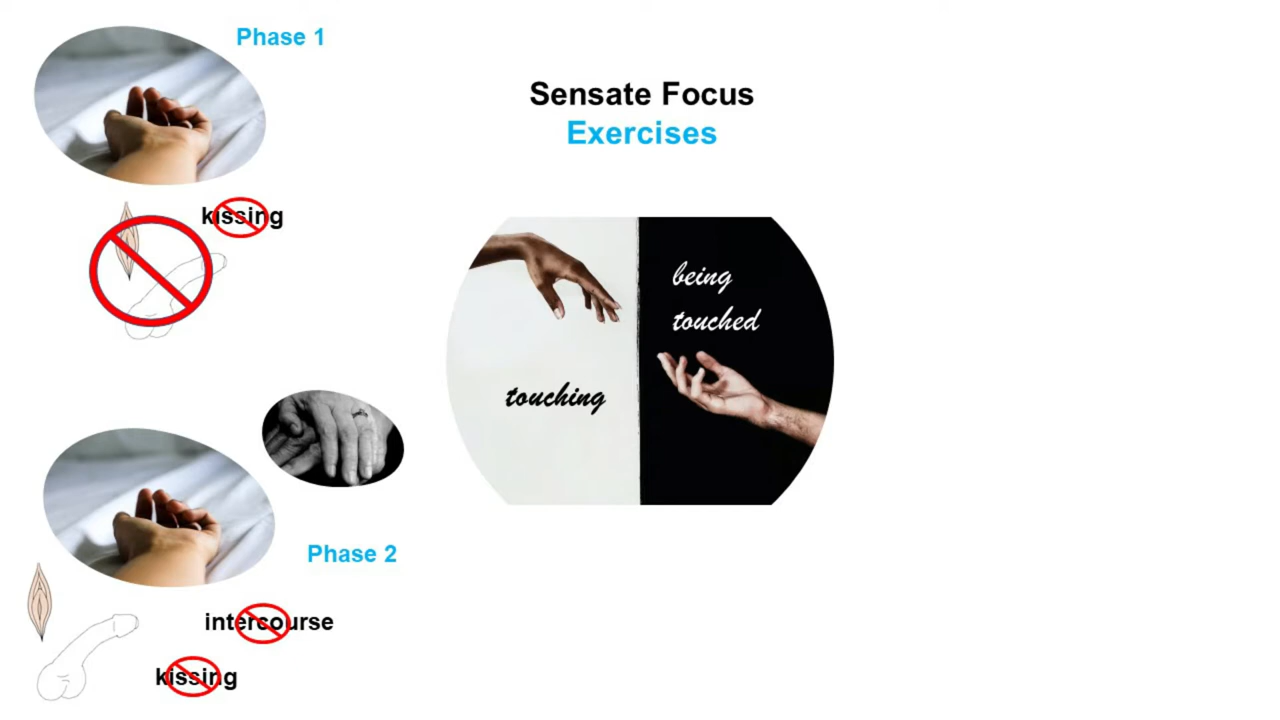 Phase 1
Sensate Focus
Exercises
kissing
being
touched
touching
Phase 2
intercourse
kissing